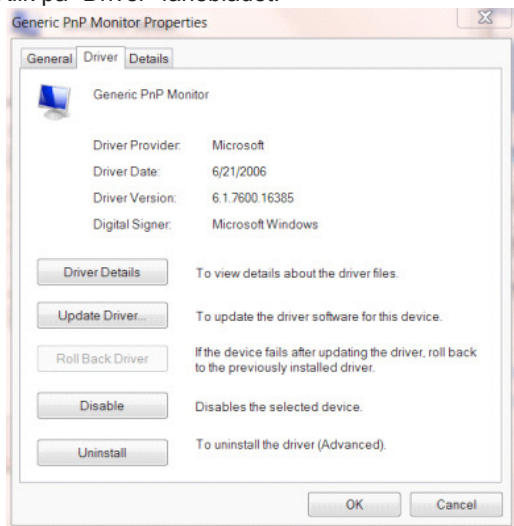 Klik på "Driver" fanebladet.
Generic PnP Monitor Properties
General Driver Details
Generic PnP Monitor
Driver Provider: Microsoft
Driver Date: 6/21/2006
Driver Version: 6.1.7600.16385
Digital Signer: Microsoft Windows
Driver Details To view details about the driver files.
Update Driver... To update the driver software for this device.
Roll Back Driver If the device fails after updating the driver, roll back
to the previously installed driver.
Disable Disables the selected device.
Uninstall To uninstall the driver (Advanced).
OK Cancel